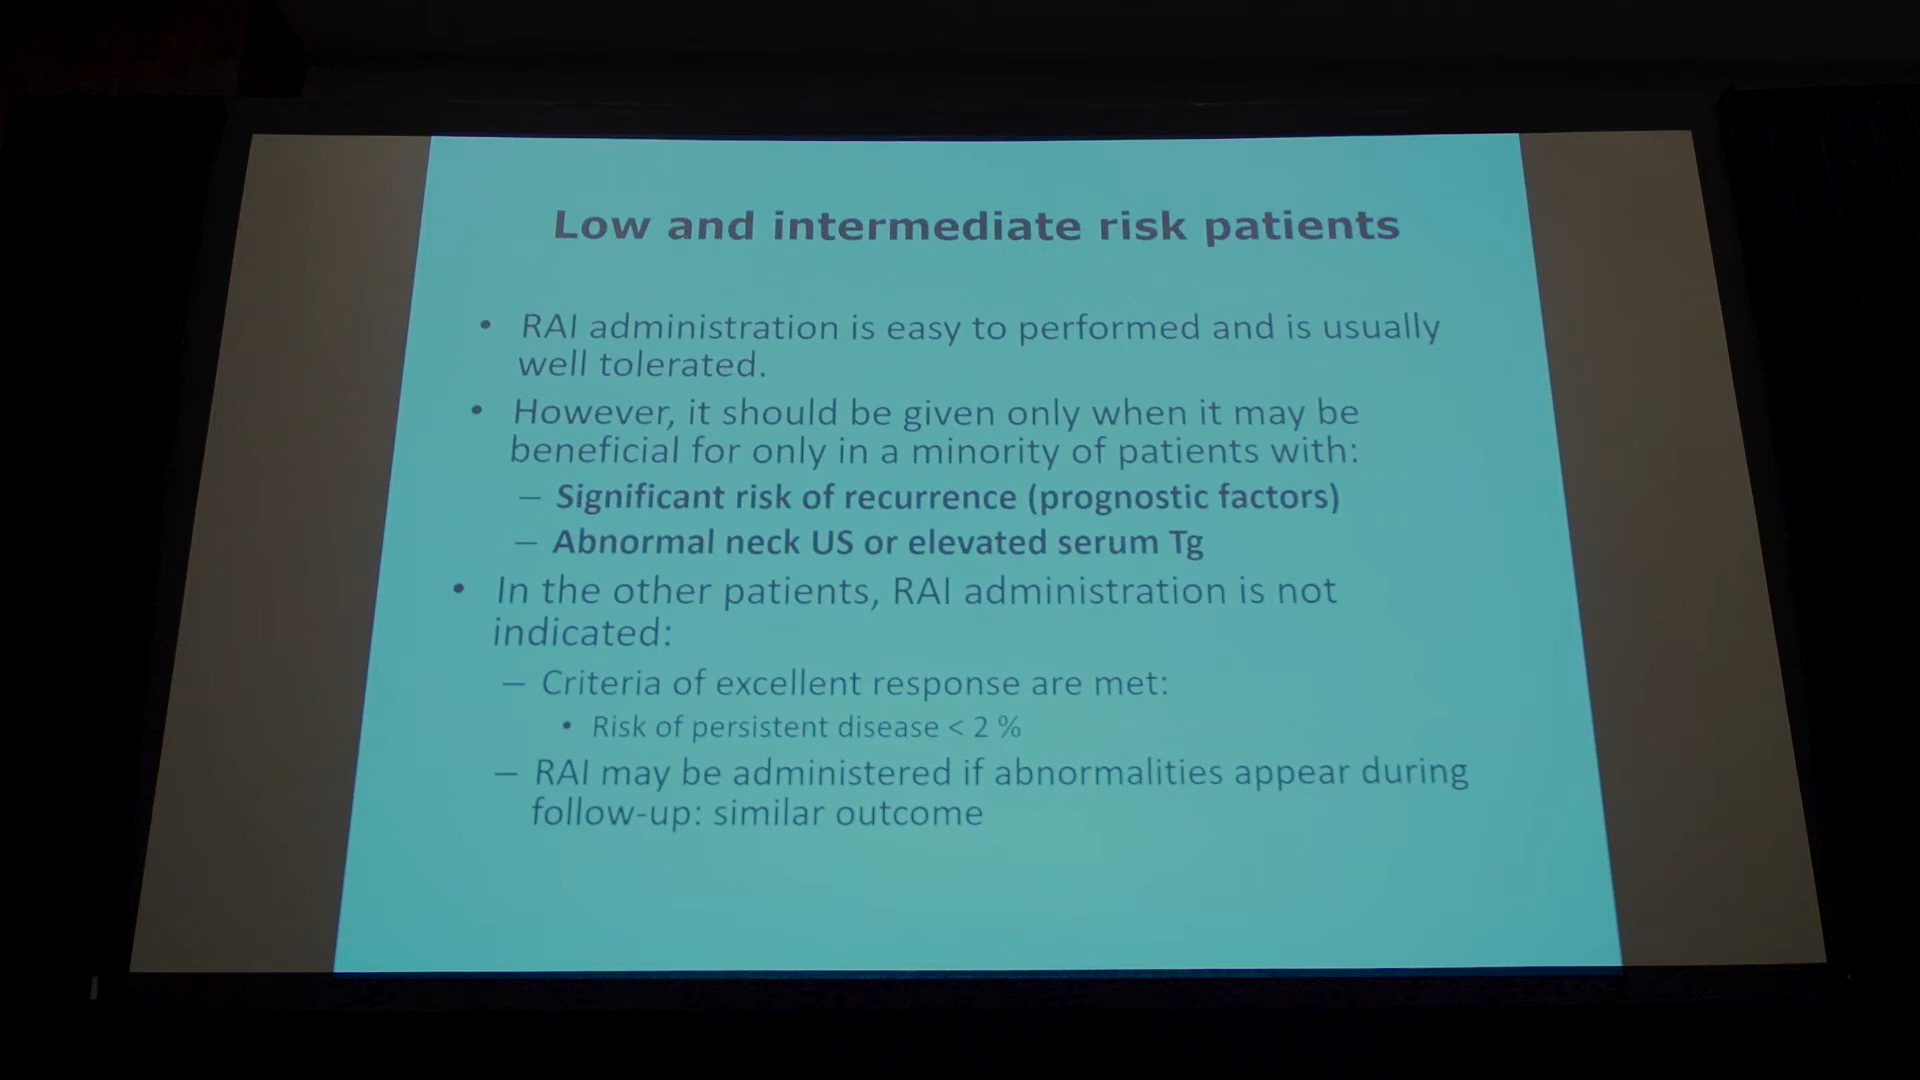 Low and intermediate risk patients
• RAI administration is easy to performed and is usually
well tolerated.
• However, it should be given only when it may be
beneficial for only in a minority of patients with:
– Significant risk of recurrence (prognostic factors)
– Abnormal neck US or elevated serum Tg
• In the other patients, RAI administration is not
indicated:
– Criteria of excellent response are met:
• Risk of persistent disease < 2 %
– RAI may be administered if abnormalities appear during
follow-up: similar outcome